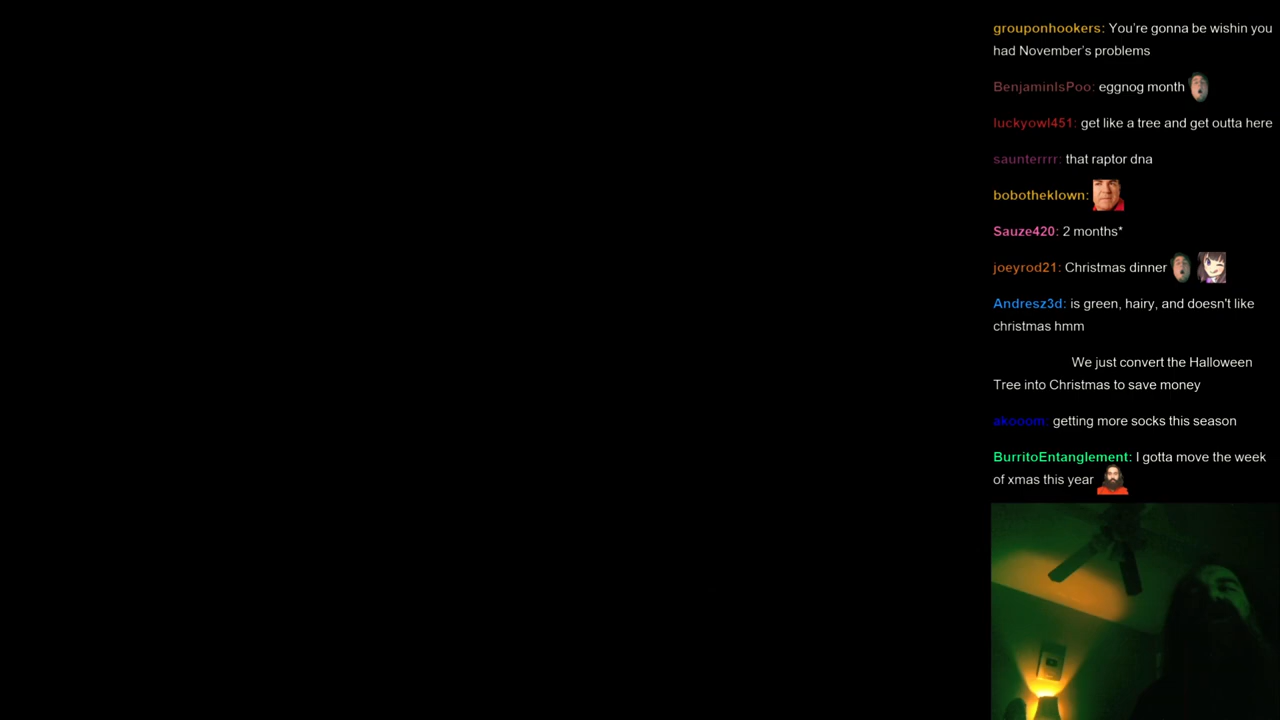 grouponhookers: You're gonna be wishin you
had November's problems
BenjaminIsPoo: eggnog month
luckyowl451: get like a tree and get outta here
saunterrrr: that raptor dna
bobotheklown:
Sauze420: 2 months*
joeyrod21: Christmas dinner
Andresz3d: is green, hairy, and doesn't like
christmas hmm
We just convert the Halloween
Tree into Christmas to save money
akooom: getting more socks this season
BurritoEntanglement: I gotta move the week
of xmas this year